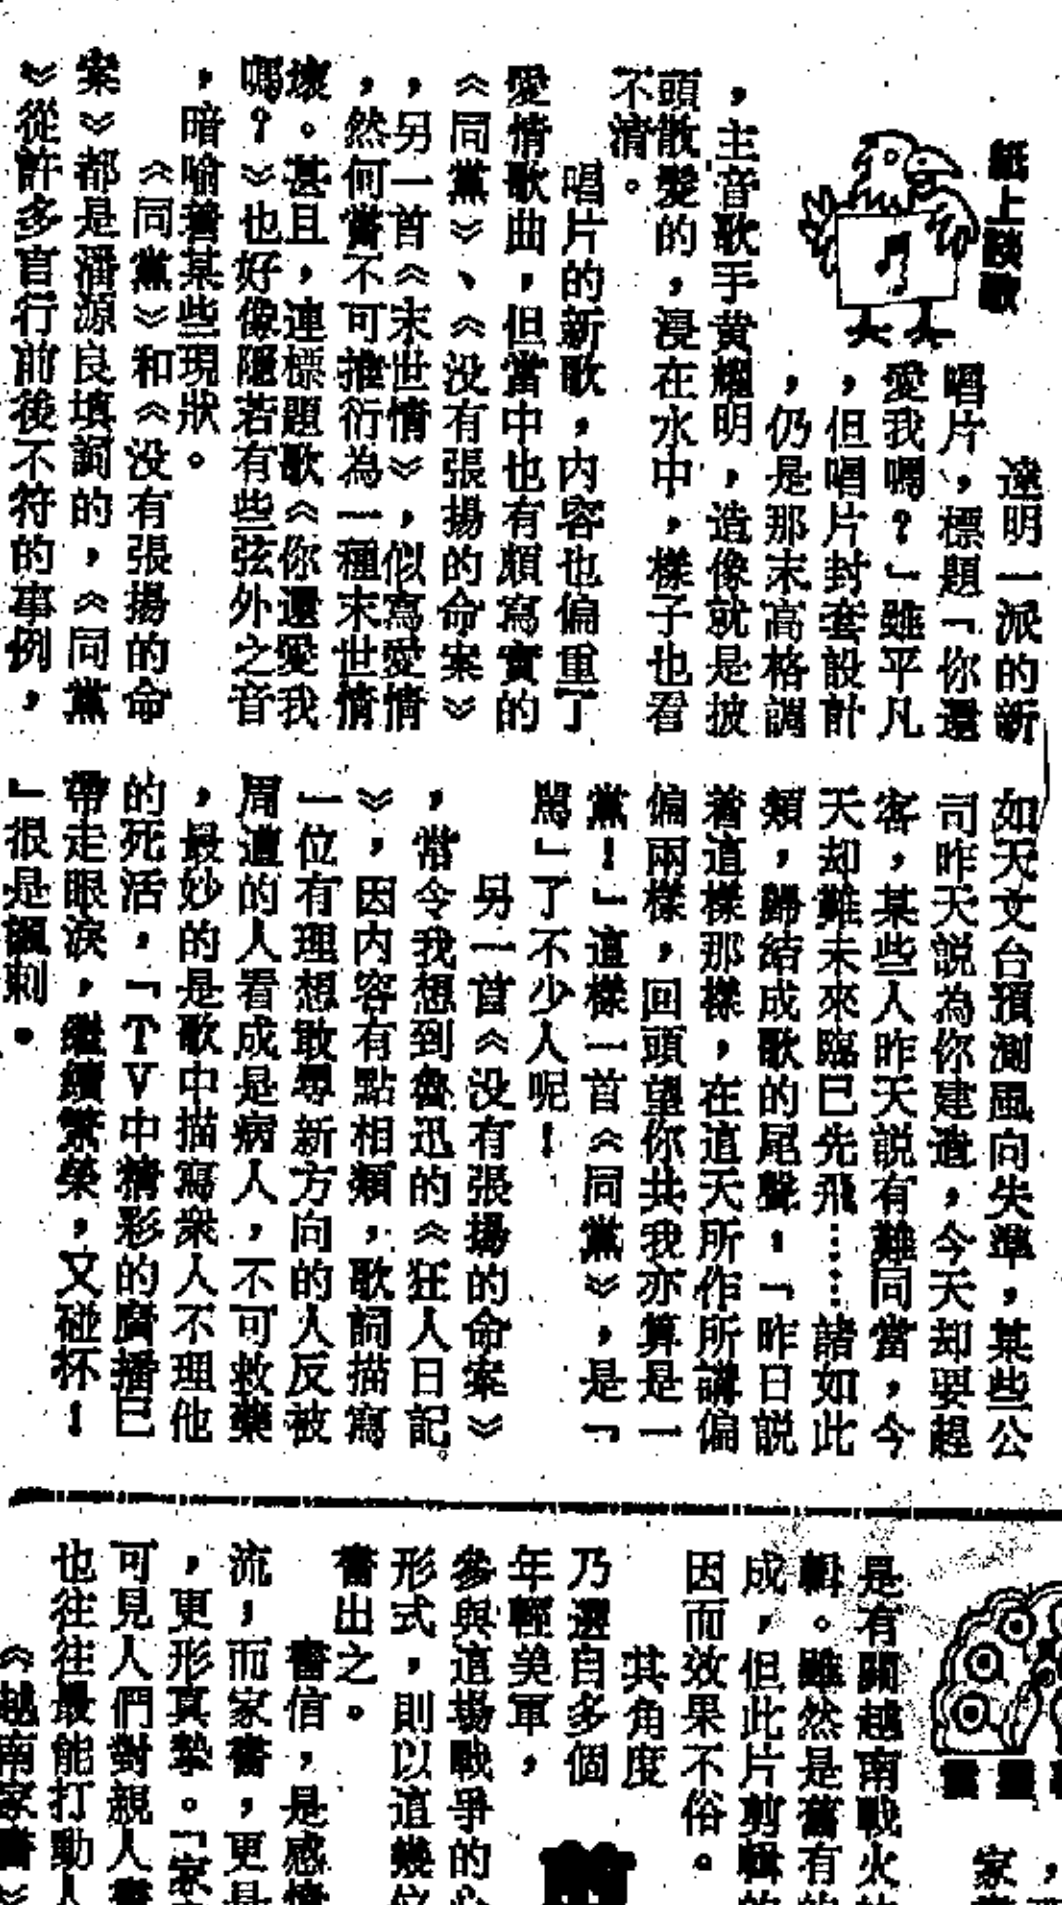 紙上談歌
達明一派的新
唱片，標題「你還
愛我嗎？」雖平凡
，但唱片封套設計
，仍是那末高格調
，主音歌手黃耀明，造像就是披
頭散髮的，浸在水中，樣子也看
不清。
唱片的新歌，內容也偏重了
愛情歌曲，但當中也有頗寫實的
《同黨》、《没有張揚的命案》
，另一首《末世情》，似寫愛情
，然何嘗不可推衍為一種末世情
懷。甚且，連標題歌《你還愛我
嗎？》也好像隱若有些弦外之音
，暗喻着某些現狀。
《同黨》和《没有張揚的命
案》都是潘源良填詞的，《同黨
》從許多言行前後不符的事例，
如天文台預測風向失準，某些公
司昨天説為你建造，今天却要趕
客，某些人昨天説有難同當，今
天却難未來臨已先飛……諸如此
類，歸結成歌的尾聲：「昨日説
着這樣那樣，在這天所作所講偏
偏兩樣，回頭望你共我亦算是一
黨！」這樣一首《同黨》，是「
罵」了不少人呢！
另一首《没有張揚的命案》
，常令我想到魯迅的《狂人日記
》，因内容有點相類，歌詞描寫
一位有理想敢尋新方向的人反被
周遭的人看成是病人，不可救藥
，最妙的是歌中描寫衆人不理他
的死活，「TV中精彩的廣播已
帶走眼淚，繼續繁榮，又碰杯！
」很是諷刺。
家
是有關越南戰火
輯。雖然是舊有的
成，但此片剪輯的
因而效果不俗。
其角度
乃選自多個
年輕美軍，
參與這場戰爭的心
形式，則以這幾位
書出之。
書信，是感情
流，而家書，更是
，更形真摯。「家
可見人們對親人書
也往往最能打動人
《越南家書》